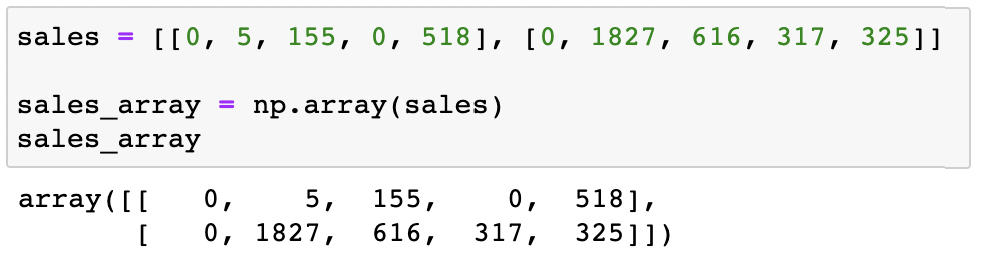 sales = [[0, 5, 155, 0, 518], [0, 1827, 616, 317, 325]]
sales_array = np.array(sales)
sales_array
array([[   0,    5,  155,    0,  518],
       [   0, 1827,  616,  317,  325]])